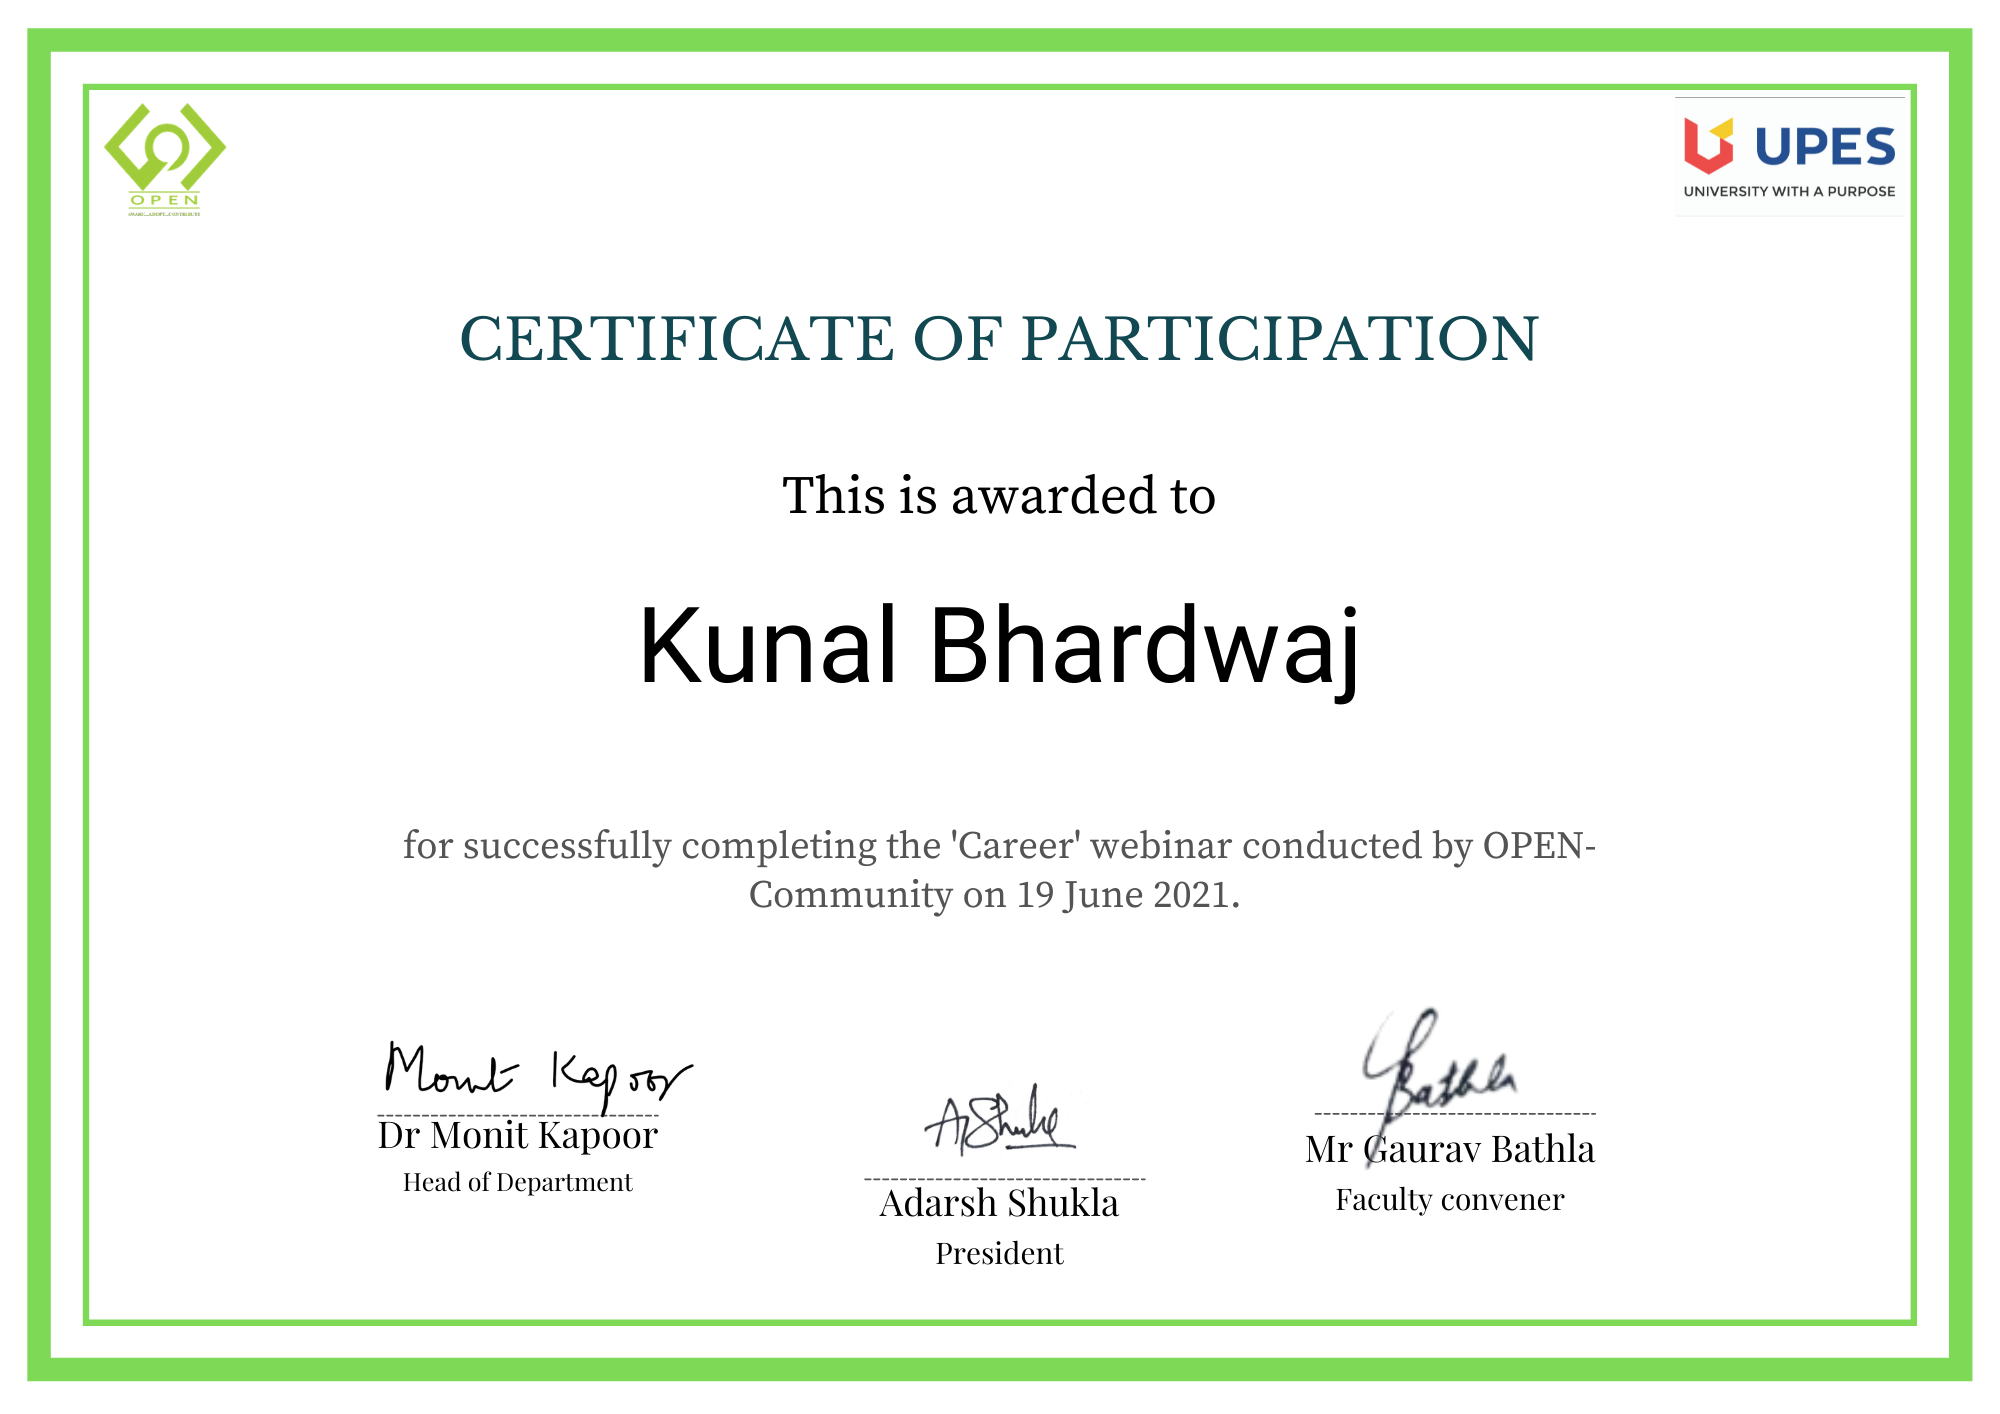 OPEN
UPES
UNIVERSITY WITH A PURPOSE
CERTIFICATE OF PARTICIPATION
This is awarded to
Kunal Bhardwaj
for successfully completing the 'Career' webinar conducted by OPEN-
Community on 19 June 2021.
Monit Kapoor
Dr Monit Kapoor
Head of Department
AShukla
Adarsh Shukla
President
Bathla
Mr Gaurav Bathla
Faculty convener